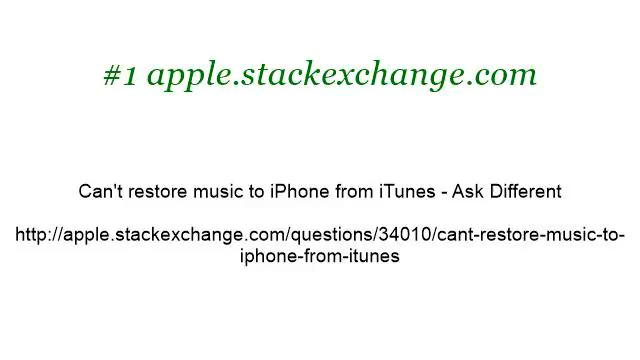 #1 apple.stackexchange.com
Can't restore music to iPhone from iTunes - Ask Different
http://apple.stackexchange.com/questions/34010/cant-restore-music-to-
iphone-from-itunes